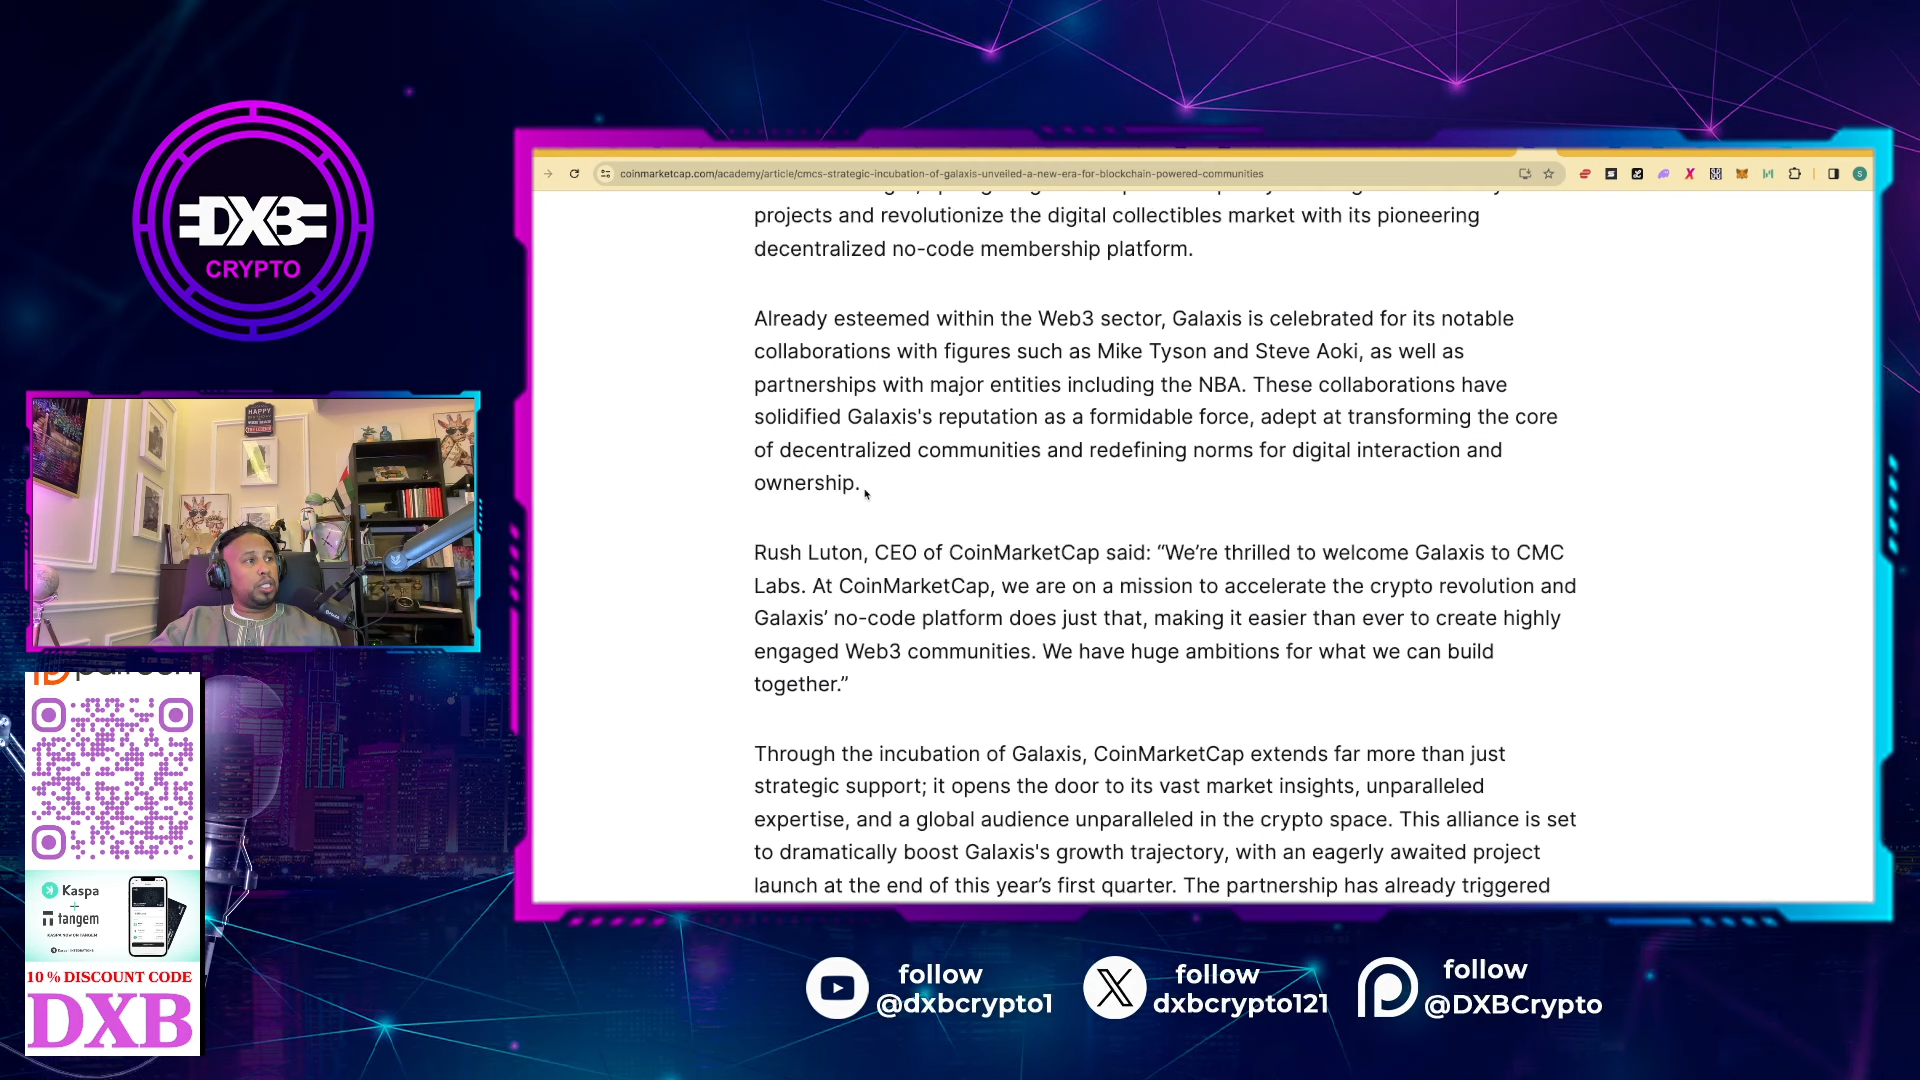 DXB
CRYPTO
coinmarketcap.com/academy/article/cmcs-strategic-incubation-of-galaxis-unveiled-a-new-era-for-blockchain-powered-communities
projects and revolutionize the digital collectibles market with its pioneering
decentralized no-code membership platform.
Already esteemed within the Web3 sector, Galaxis is celebrated for its notable
collaborations with figures such as Mike Tyson and Steve Aoki, as well as
partnerships with major entities including the NBA. These collaborations have
solidified Galaxis's reputation as a formidable force, adept at transforming the core
of decentralized communities and redefining norms for digital interaction and
ownership.
Rush Luton, CEO of CoinMarketCap said: “We’re thrilled to welcome Galaxis to CMC
Labs. At CoinMarketCap, we are on a mission to accelerate the crypto revolution and
Galaxis’ no-code platform does just that, making it easier than ever to create highly
engaged Web3 communities. We have huge ambitions for what we can build
together.”
Through the incubation of Galaxis, CoinMarketCap extends far more than just
strategic support; it opens the door to its vast market insights, unparalleled
expertise, and a global audience unparalleled in the crypto space. This alliance is set
to dramatically boost Galaxis's growth trajectory, with an eagerly awaited project
launch at the end of this year’s first quarter. The partnership has already triggered
HAPPY
Kaspa
+
tangem
KASPA NOW ON TANGEM
10 % DISCOUNT CODE
DXB
follow
@dxbcrypto1
follow
dxbcrypto121
follow
@DXBCrypto